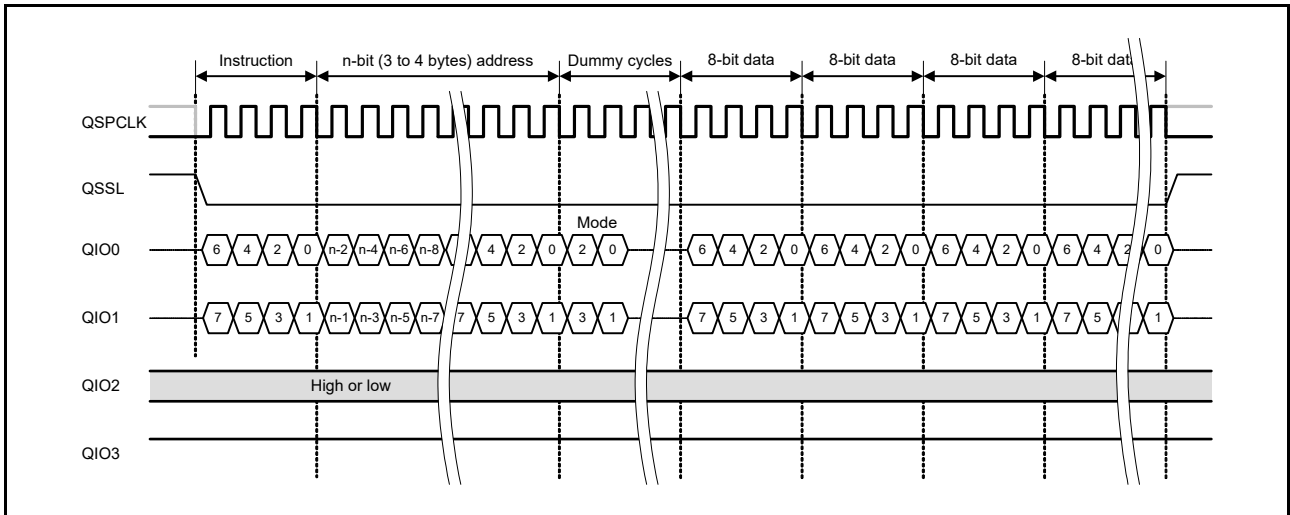 Instruction n-bit (3 to 4 bytes) address Dummy cycles 8-bit data 8-bit data 8-bit data 8-bit data
QSPCLK
QSSL
Mode
QIO0 6 4 2 0 n-2 n-4 n-6 n-8 4 2 0 2 0 6 4 2 0 6 4 2 0 6 4 2 0 6 4 2 0
QIO1 7 5 3 1 n-1 n-3 n-5 n-7 7 5 3 1 3 1 7 5 3 1 7 5 3 1 7 5 3 1 7 5 1
QIO2 High or low
QIO3